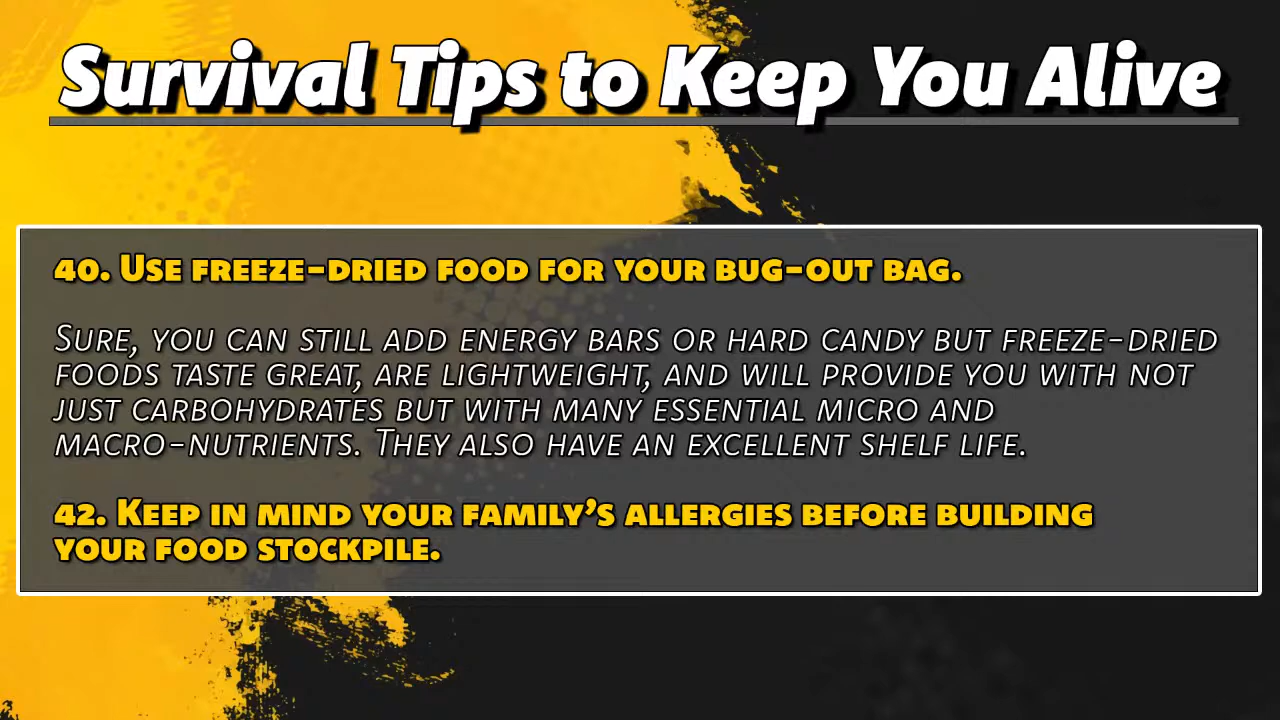 Survival Tips to Keep You Alive
40. Use freeze-dried food for your bug-out bag.
Sure, you can still add energy bars or hard candy but freeze-dried
foods taste great, are lightweight, and will provide you with not
just carbohydrates but with many essential micro and
macro-nutrients. They also have an excellent shelf life.
42. Keep in mind your family’s allergies before building
your food stockpile.